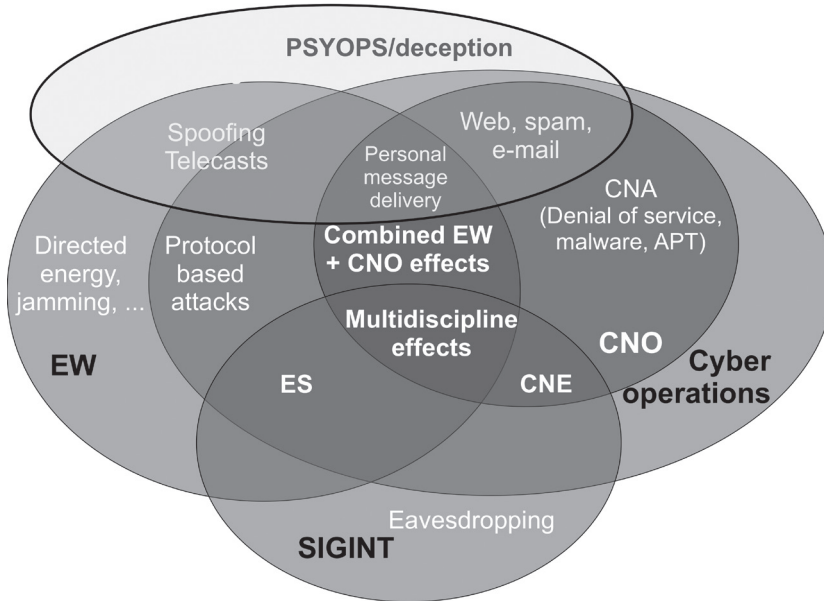 PSYOPS/deception
Spoofing
Telecasts
Web, spam,
e-mail
Personal
message
delivery
CNA
(Denial of service,
malware, APT)
Directed
energy,
jamming, ...
Protocol
based
attacks
Combined EW
+ CNO effects
Multidiscipline
effects
CNO
Cyber
operations
EW
ES
CNE
Eavesdropping
SIGINT